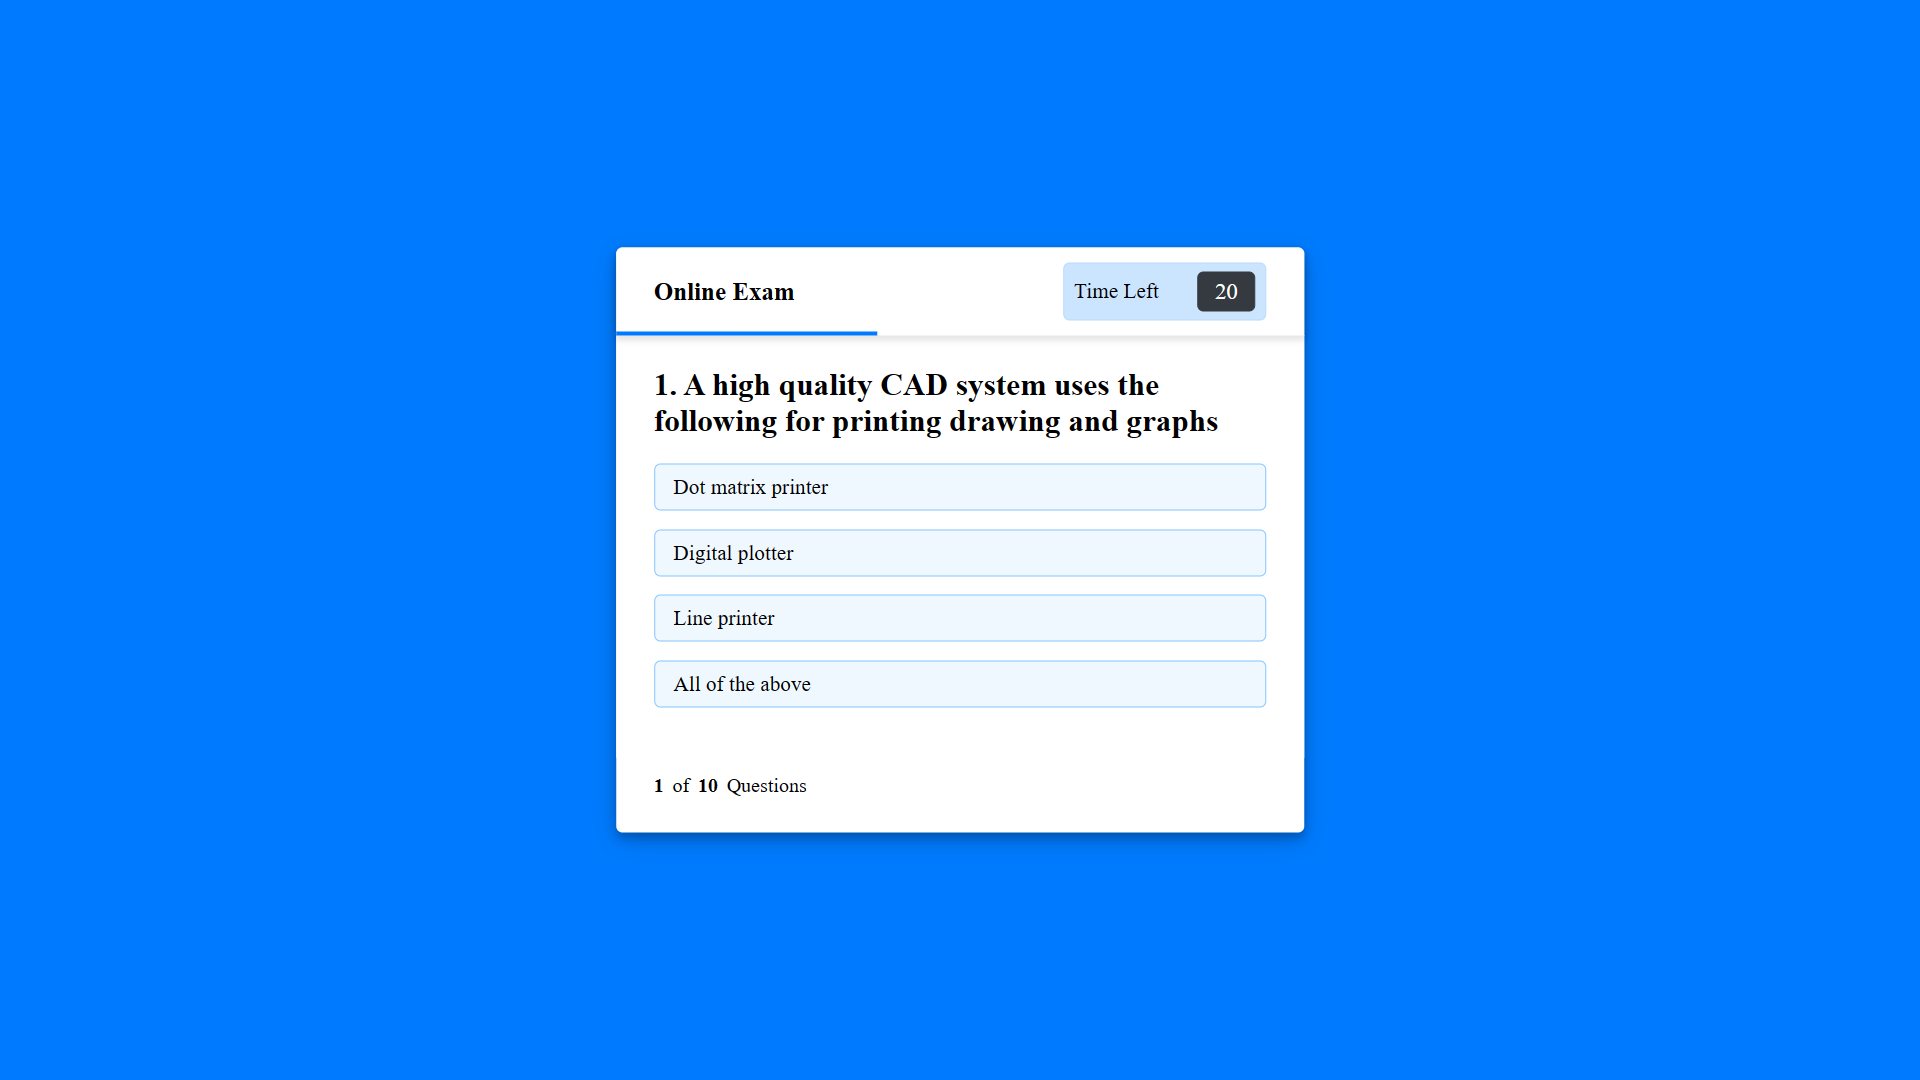 Online Exam
Time Left 20
1. A high quality CAD system uses the
following for printing drawing and graphs
Dot matrix printer
Digital plotter
Line printer
All of the above
1 of 10 Questions